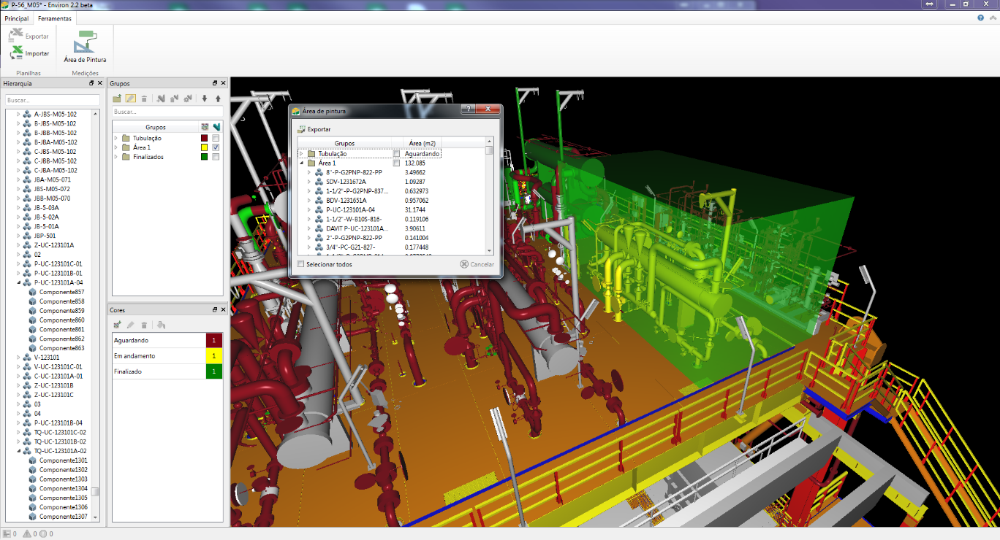 P-56_M05* - Environ 2.2 beta
Principal Ferramentas
Exportar
Importar
Área de Pintura
Planilhas Medições
Hierarquia
Buscar...
A-JBS-M05-102
B-JBS-M05-102
B-JBB-M05-102
B-JBA-M05-102
C-JBS-M05-102
C-JBB-M05-102
C-JBA-M05-102
JBA-M05-071
JBS-M05-072
JBB-M05-070
JB-5-03A
JB-5-02A
JB-5-01A
JBP-501
Z-UC-123101A
02
P-UC-123101C-01
P-UC-123101B-01
P-UC-123101A-04
Componente857
Componente858
Componente859
Componente860
Componente861
Componente862
Componente863
V-123101
V-UC-123101C-01
C-UC-123101A-01
Z-UC-123101B
Z-UC-123101C
03
04
P-UC-123101B-04
TQ-UC-123101C-02
TQ-UC-123101B-02
TQ-UC-123101A-02
Componente1301
Componente1302
Componente1303
Componente1304
Componente1305
Componente1306
Componente1307
Grupos
Buscar...
Grupos
Tubulação
Área 1
Finalizados
Cores
Aguardando 1
Em andamento 1
Finalizado 1
Área de pintura
Exportar
Grupos Área (m2)
Tubulação Aguardando
Área 1 132.085
8"-P-G2PNP-822-PP 3.49662
SDV-1231672A 1.09287
1-1/2"-P-G2PNP-837... 0.632973
BDV-1231651A 0.957062
P-UC-123101A-04 31.1744
1-1/2"-W-B10S-816- 0.119106
DAVIT P-UC-123101A... 3.90611
2"-P-G2PNP-822-PP 0.141004
3/4"-PC-G21-827- 0.177448
Selecionar todos Cancelar
0 0 0